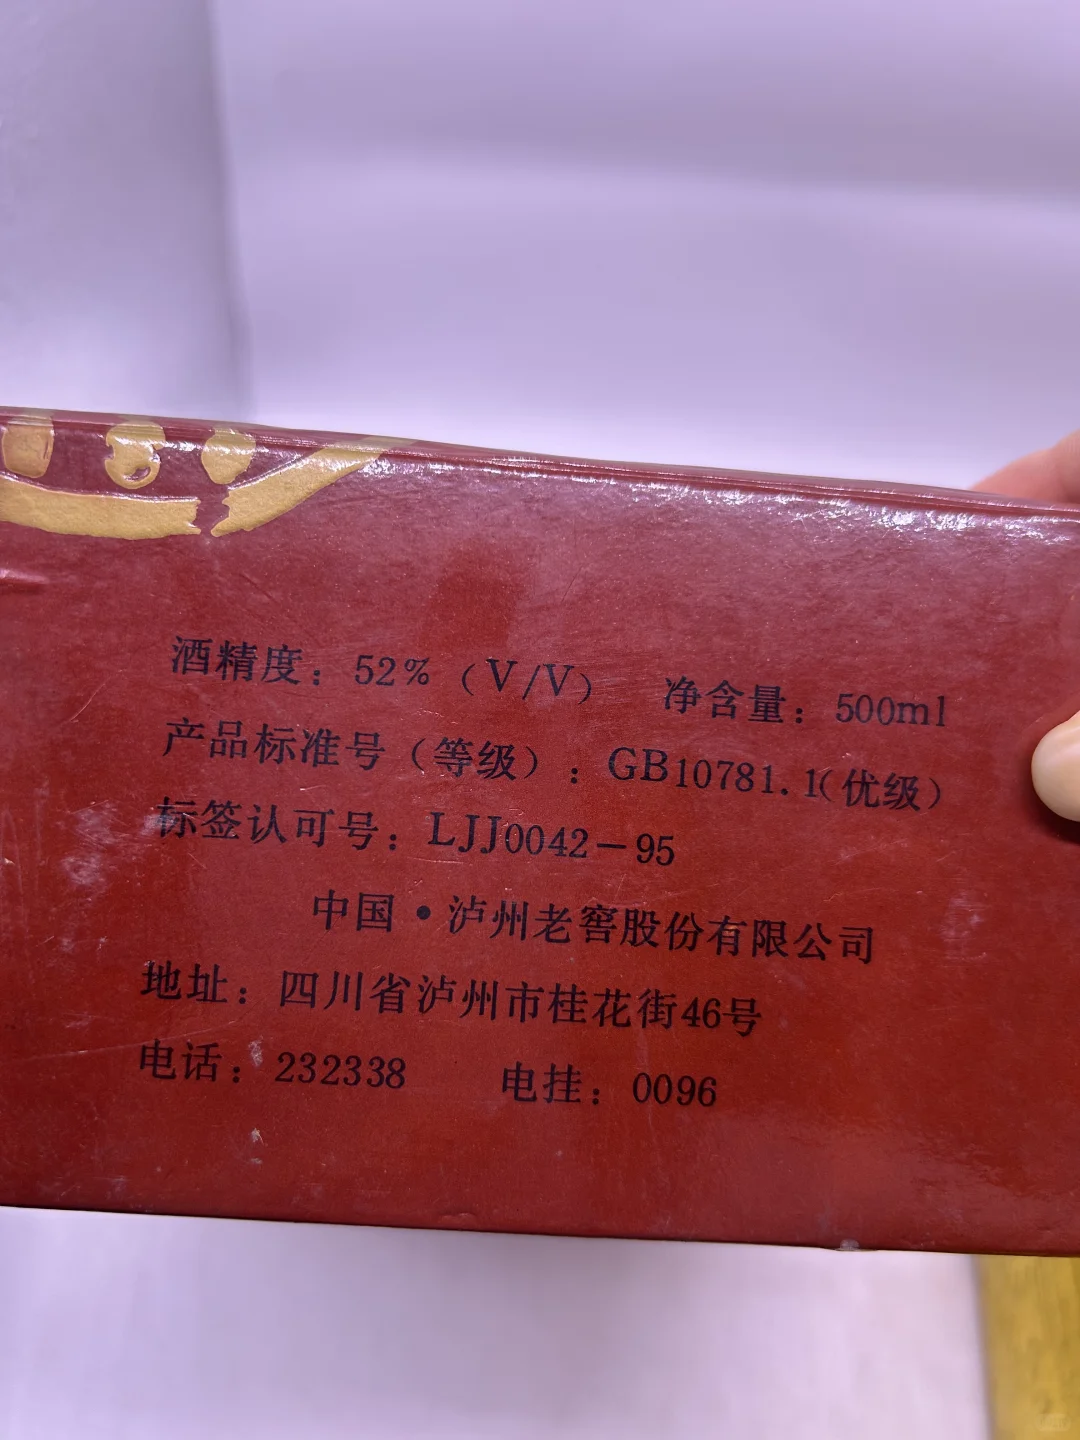 酒精度：52%（V/V） 净含量：500ml
产品标准号（等级）：GB10781.1(优级）
标签认可号：LJJ0042-95
中国·泸州老窖股份有限公司
地址：四川省泸州市桂花街46号
电话：232338 电挂：0096